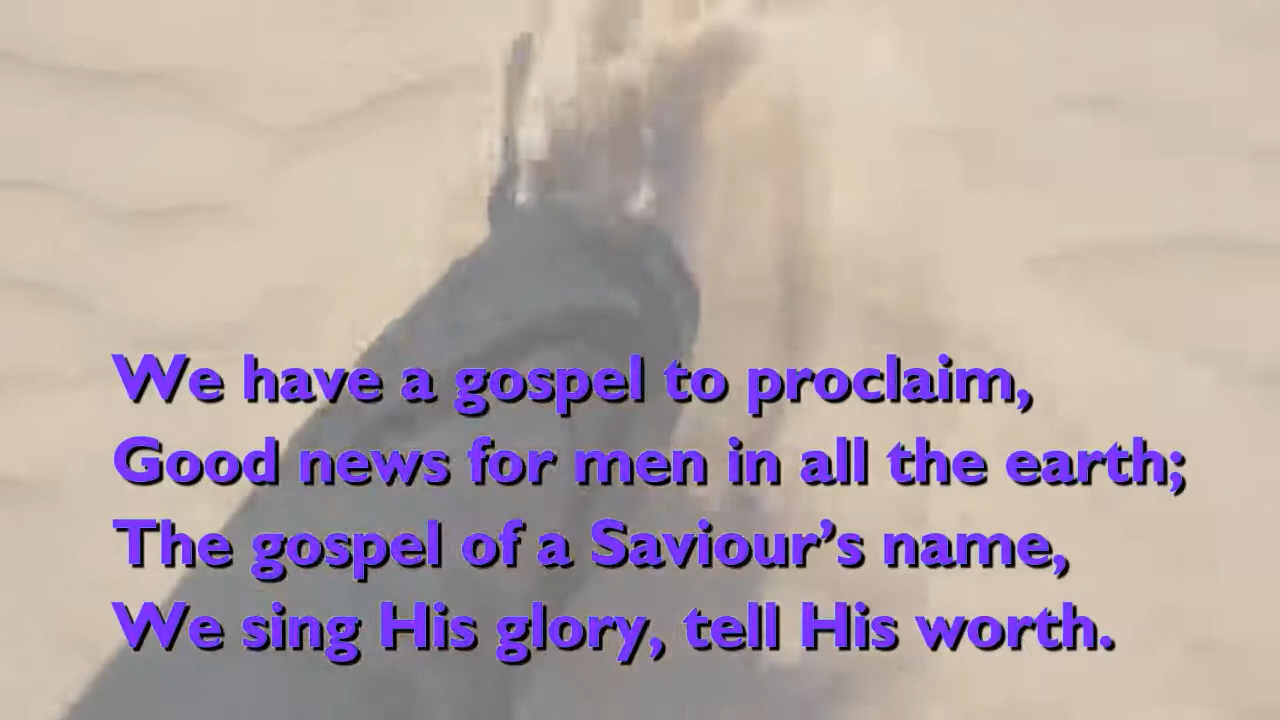 We have a gospel to proclaim,
Good news for men in all the earth;
The gospel of a Saviour’s name,
We sing His glory, tell His worth.